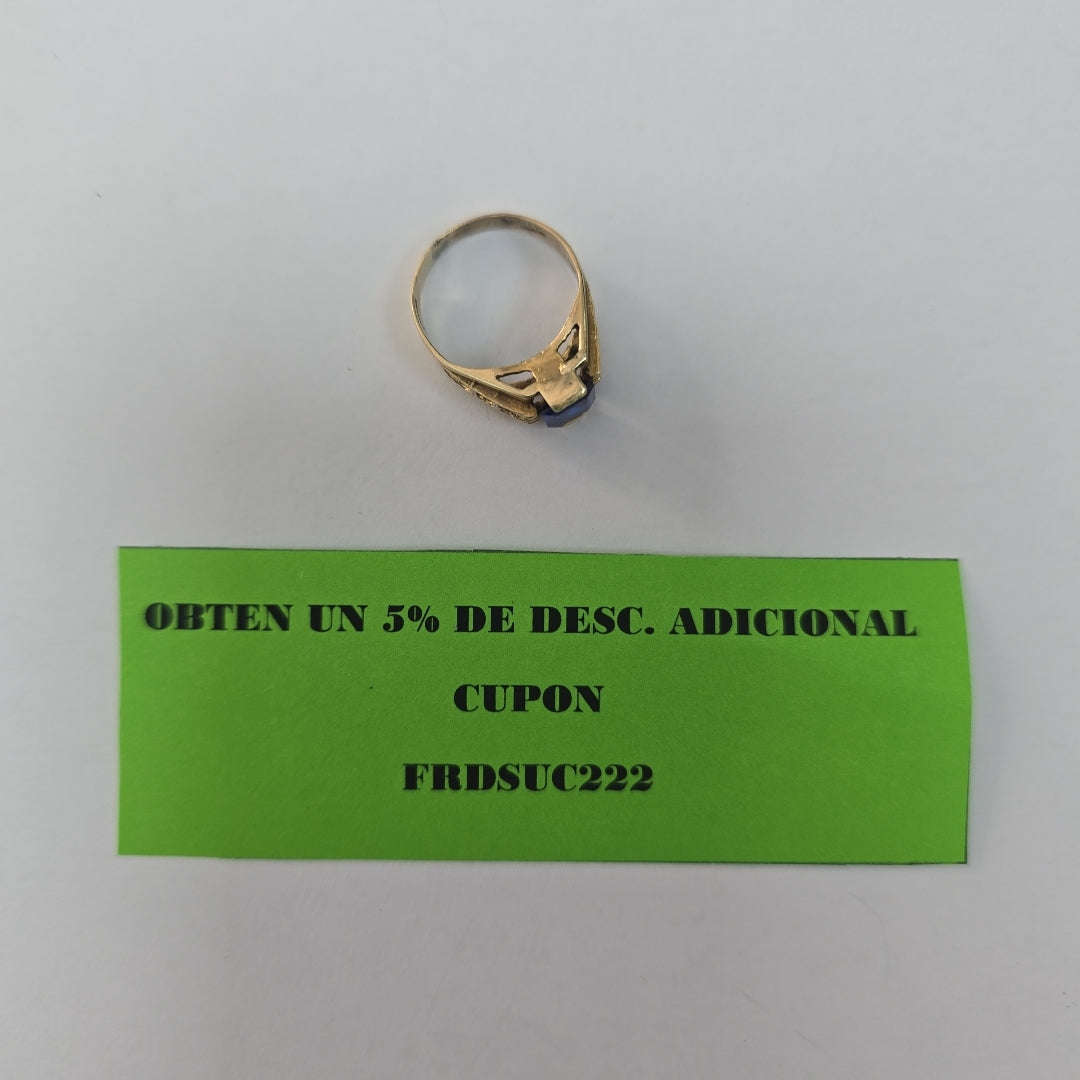 OBTEN UN 5% DE DESC. ADICIONAL
CUPON
FRDSUC222